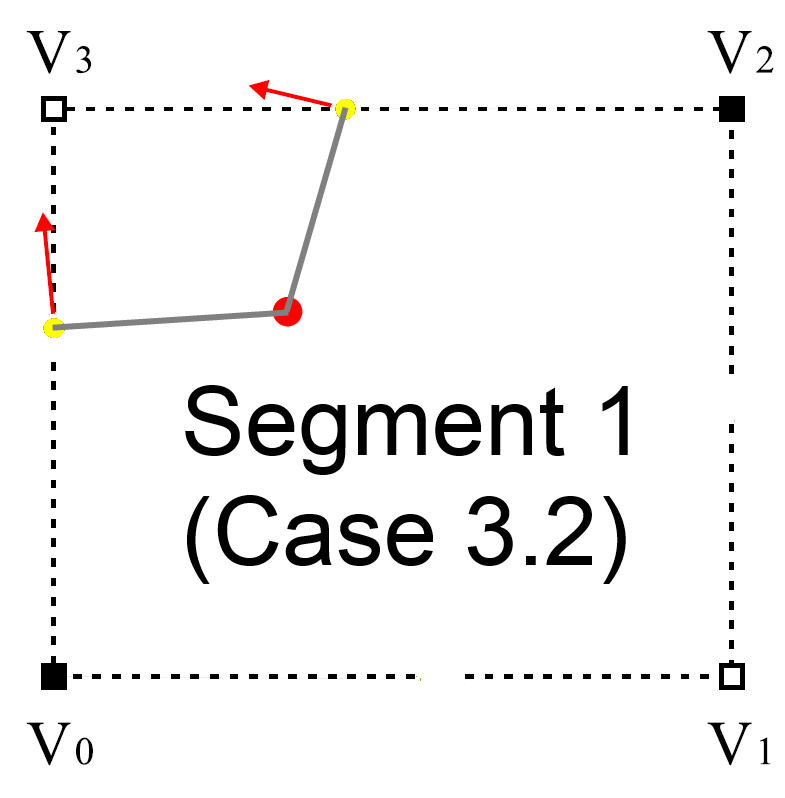 V3 V2
Segment 1
(Case 3.2)
V0 V1